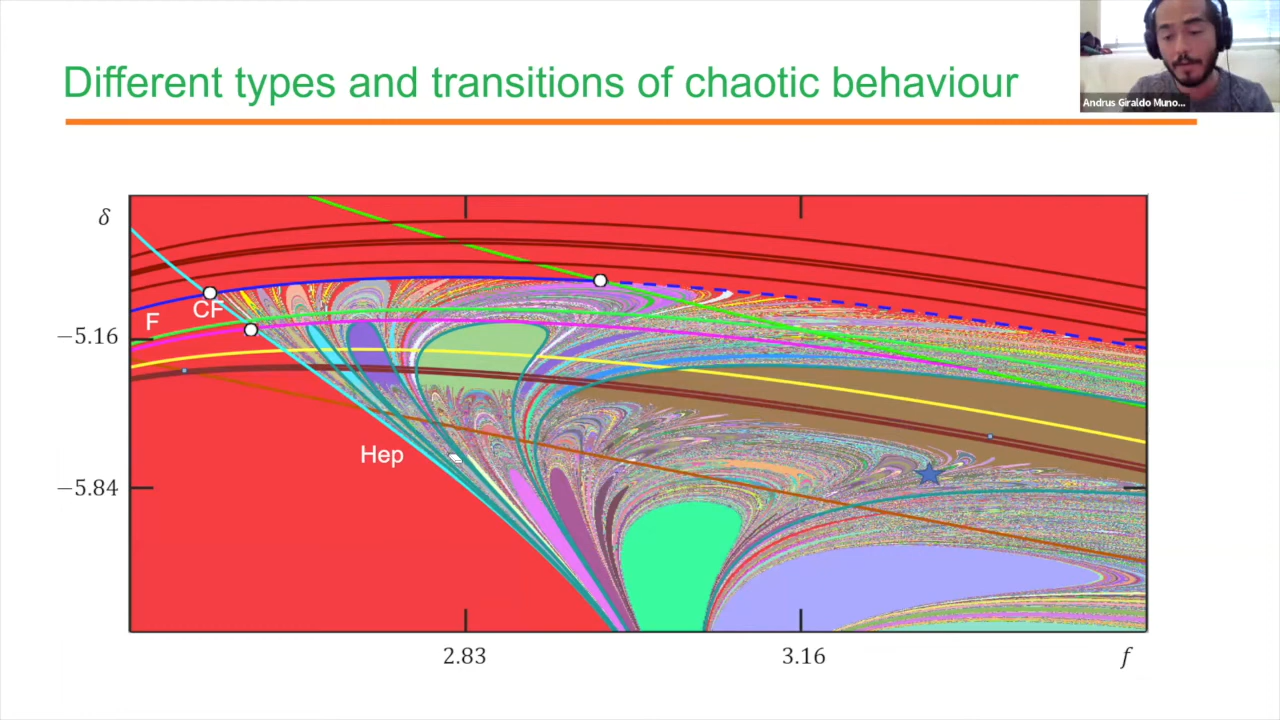 Different types and transitions of chaotic behaviour
Andrus Giraldo Muno...
δ
CF
F
−5.16
Hep
−5.84
2.83
3.16
f